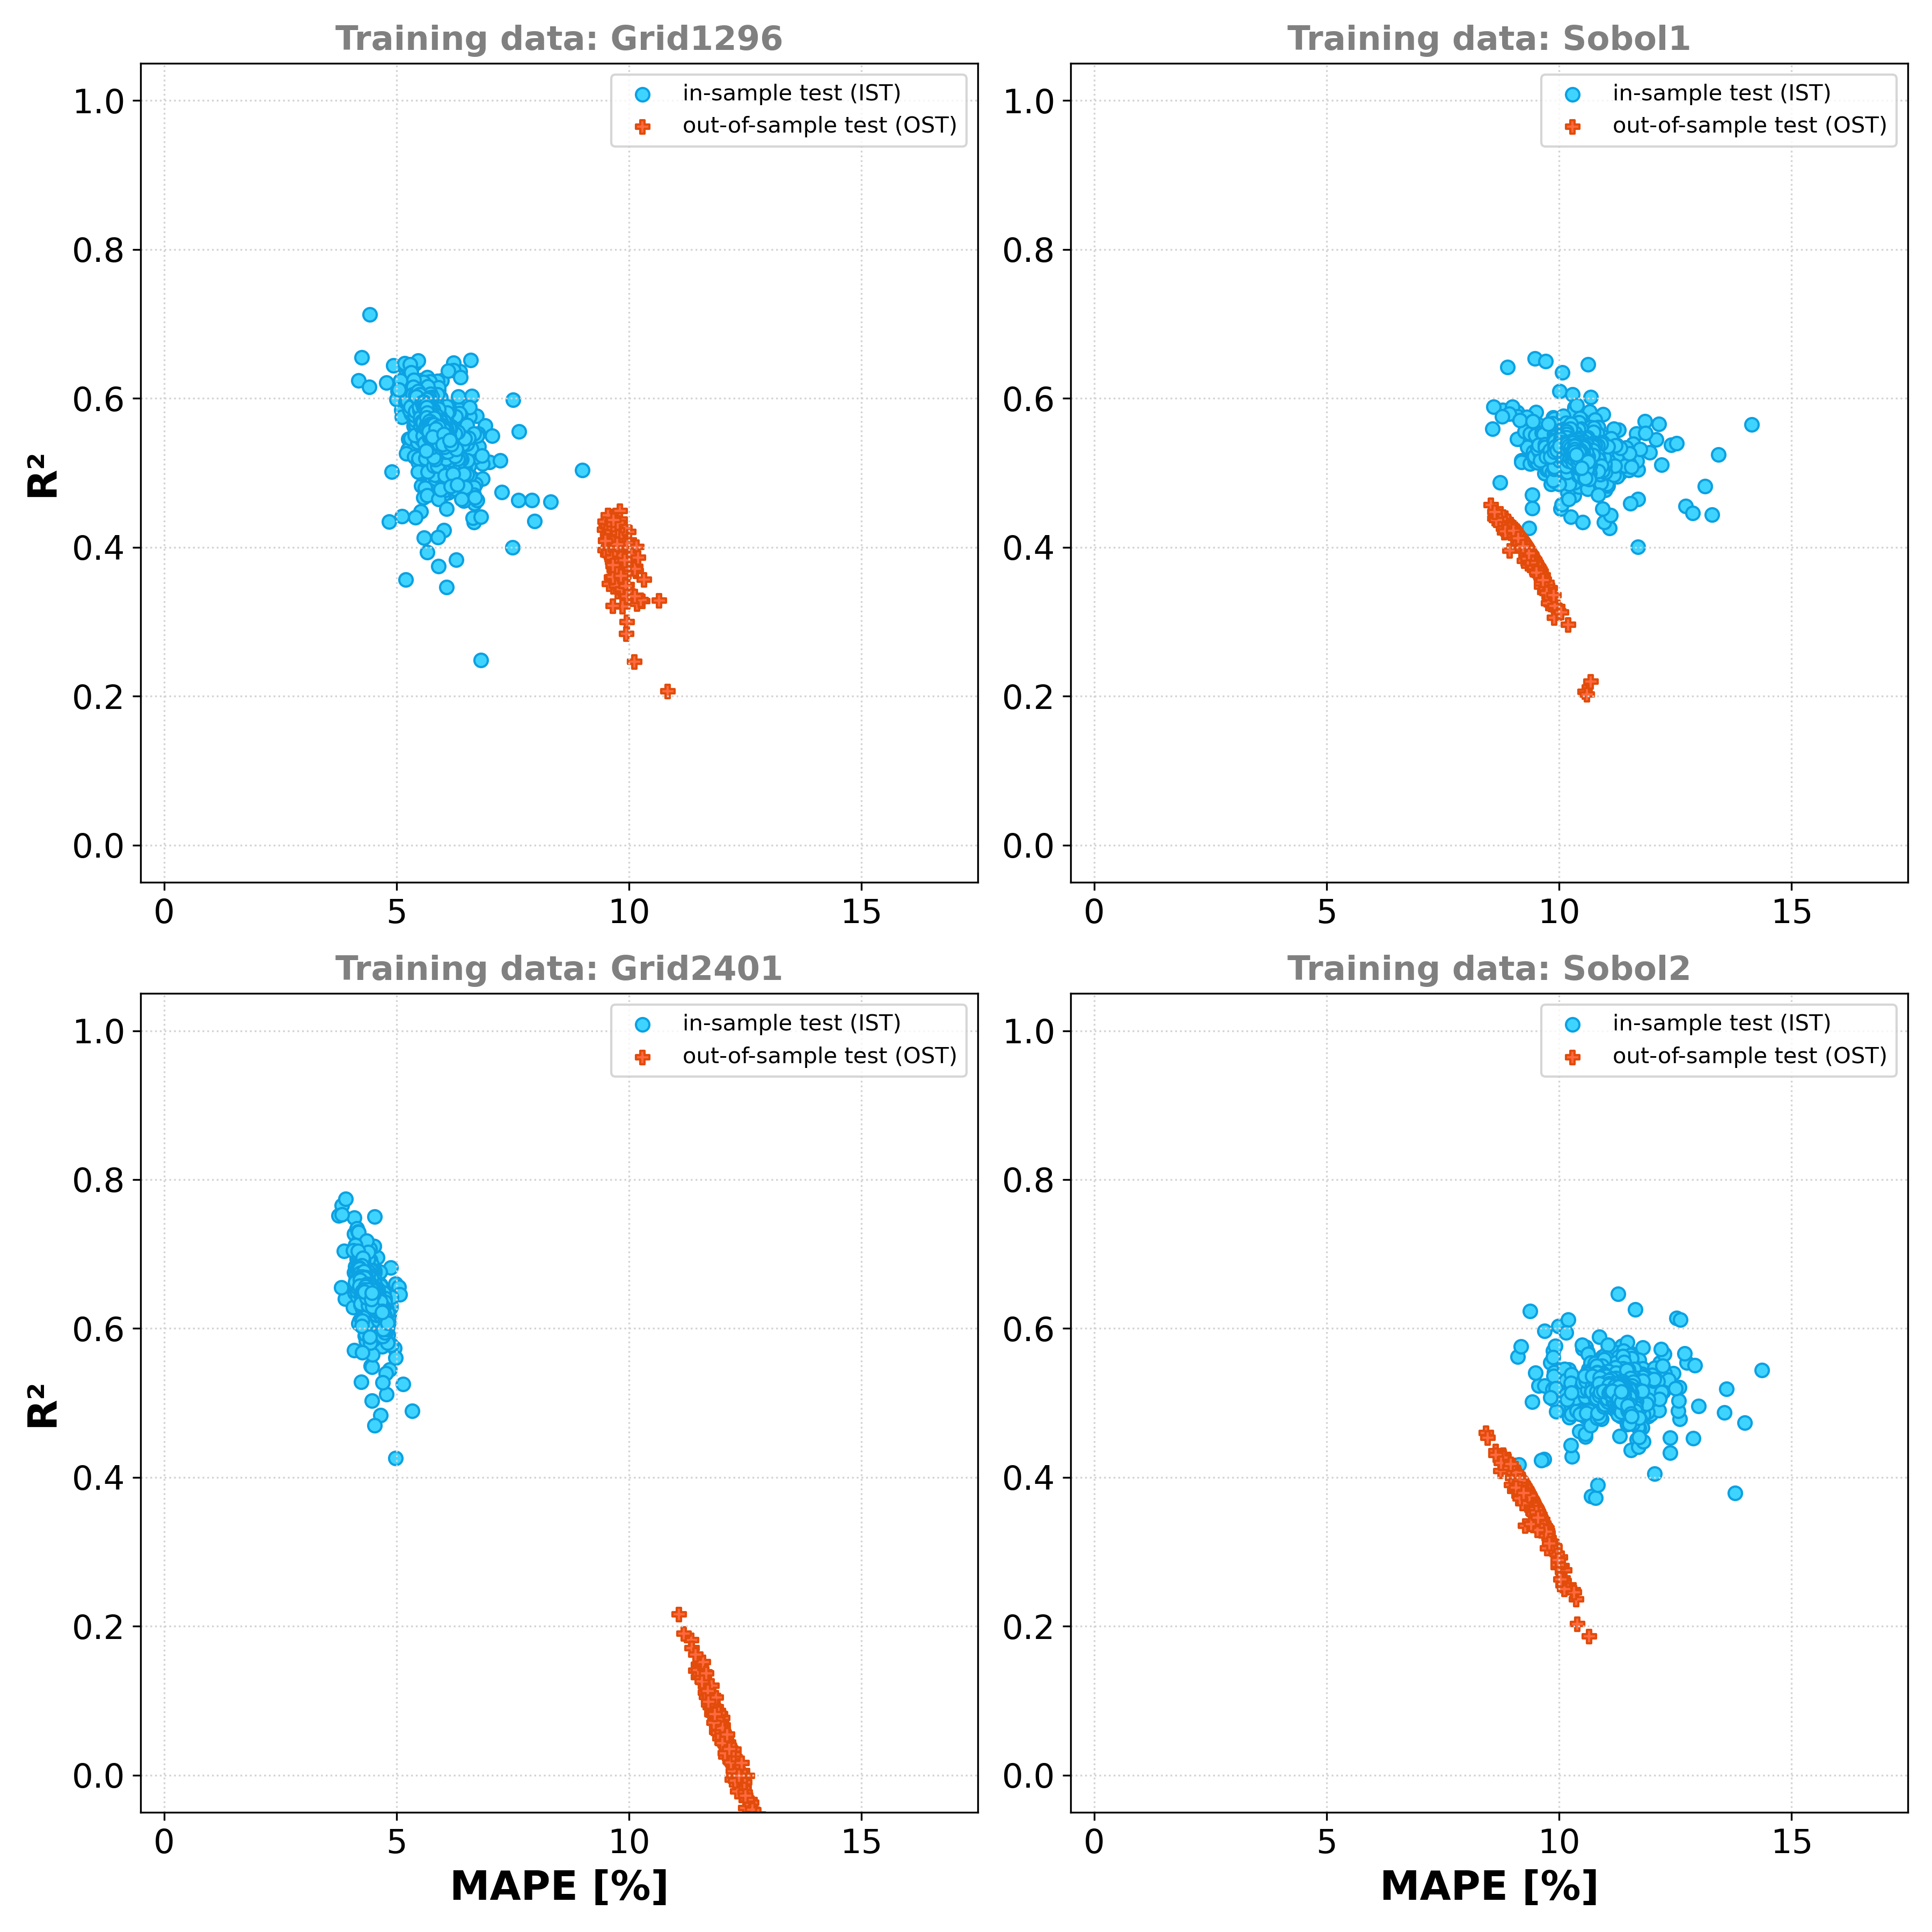 Training data: Grid1296
in-sample test (IST)
out-of-sample test (OST)
1.0
0.8
0.6
0.4
0.2
0.0
R²
0 5 10 15
Training data: Sobol1
in-sample test (IST)
out-of-sample test (OST)
1.0
0.8
0.6
0.4
0.2
0.0
0 5 10 15
Training data: Grid2401
in-sample test (IST)
out-of-sample test (OST)
1.0
0.8
0.6
0.4
0.2
0.0
R²
0 5 10 15
MAPE [%]
Training data: Sobol2
in-sample test (IST)
out-of-sample test (OST)
1.0
0.8
0.6
0.4
0.2
0.0
0 5 10 15
MAPE [%]